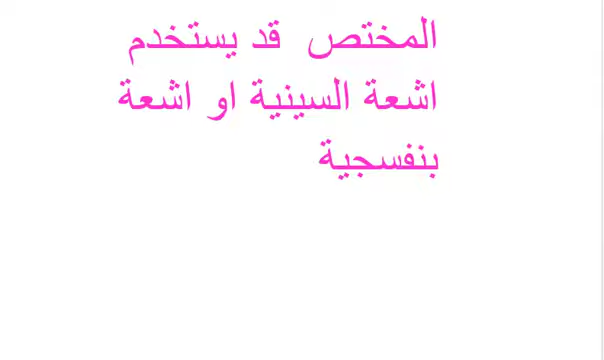 المختص قد يستخدم
اشعة السينية او اشعة
بنفسجية